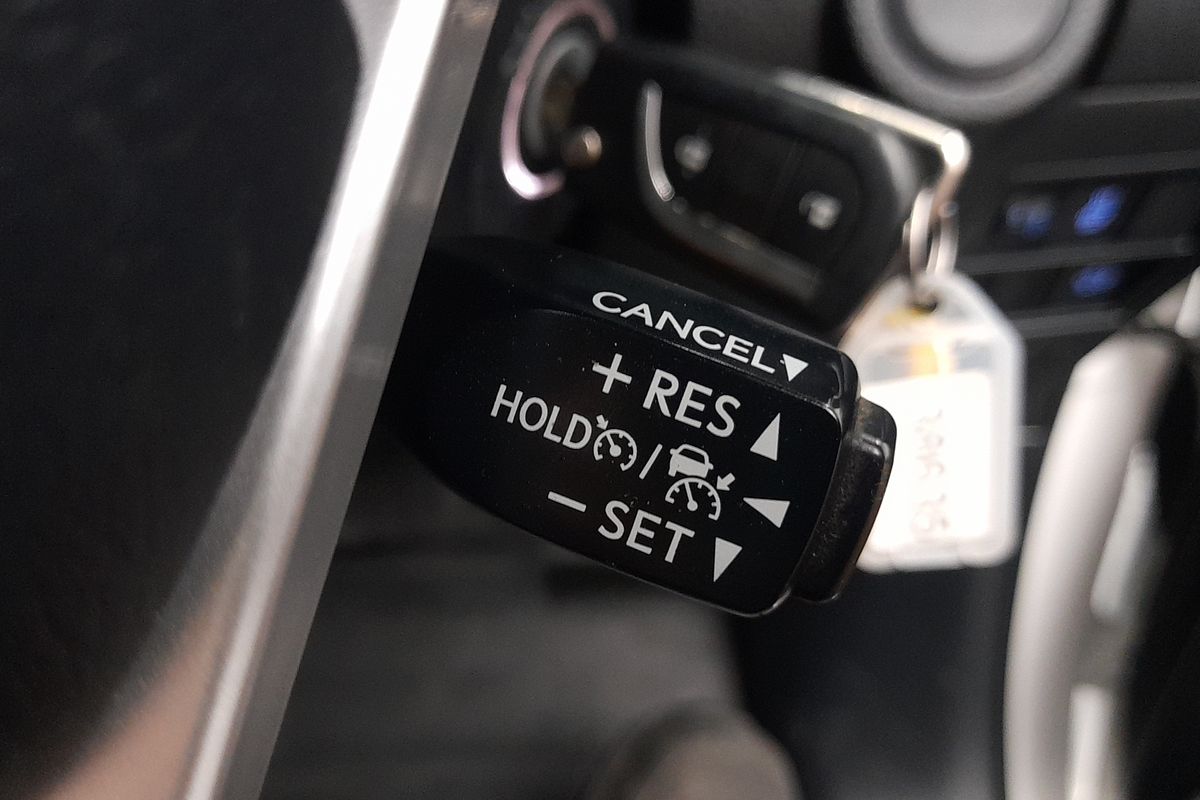 CANCEL▼
+ RES ▲
HOLD /  ◄
− SET ▼